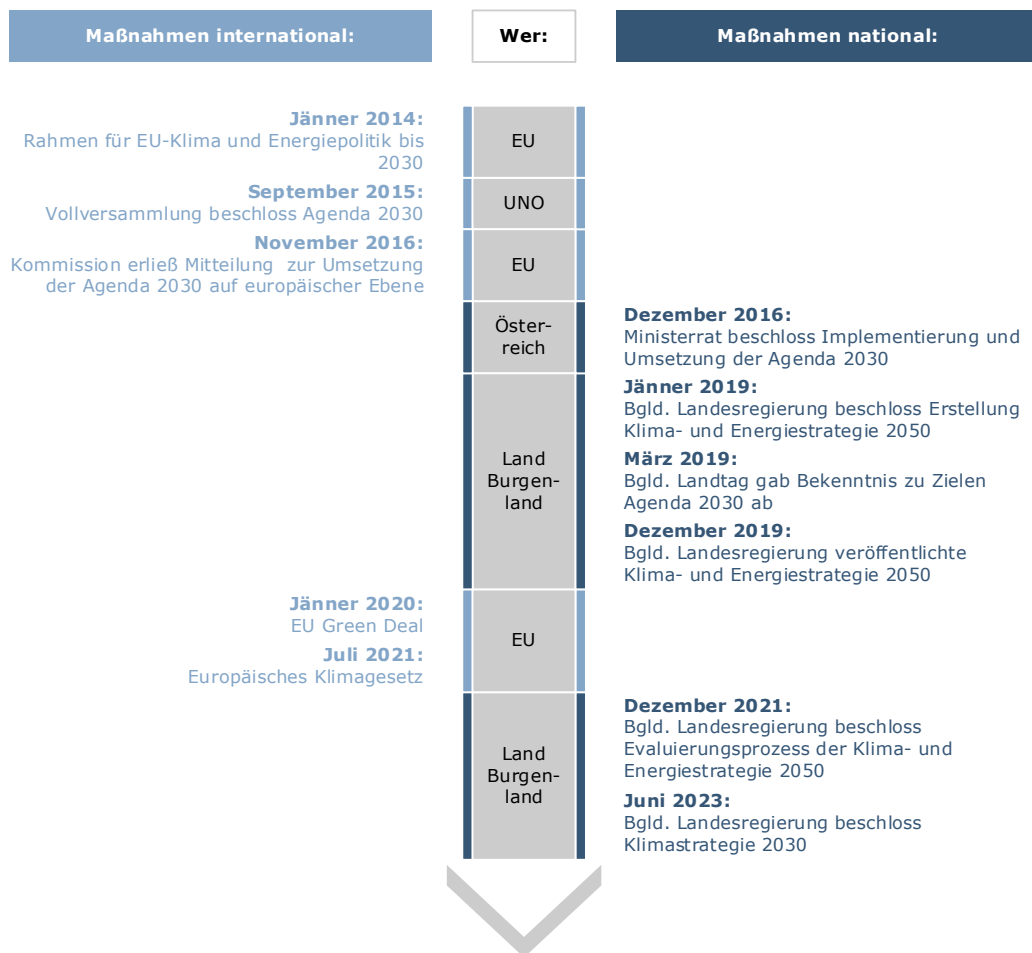 Maßnahmen international:
Wer:
Maßnahmen national:
Jänner 2014:
Rahmen für EU-Klima und Energiepolitik bis
2030
EU
September 2015:
Vollversammlung beschloss Agenda 2030
UNO
November 2016:
Kommission erließ Mitteilung zur Umsetzung
der Agenda 2030 auf europäischer Ebene
EU
Öster-
reich
Dezember 2016:
Ministerrat beschloss Implementierung und
Umsetzung der Agenda 2030
Land
Burgen-
land
Jänner 2019:
Bgld. Landesregierung beschloss Erstellung
Klima- und Energiestrategie 2050
März 2019:
Bgld. Landtag gab Bekenntnis zu Zielen
Agenda 2030 ab
Dezember 2019:
Bgld. Landesregierung veröffentlichte
Klima- und Energiestrategie 2050
Jänner 2020:
EU Green Deal
Juli 2021:
Europäisches Klimagesetz
EU
Land
Burgen-
land
Dezember 2021:
Bgld. Landesregierung beschloss
Evaluierungsprozess der Klima- und
Energiestrategie 2050
Juni 2023:
Bgld. Landesregierung beschloss
Klimastrategie 2030